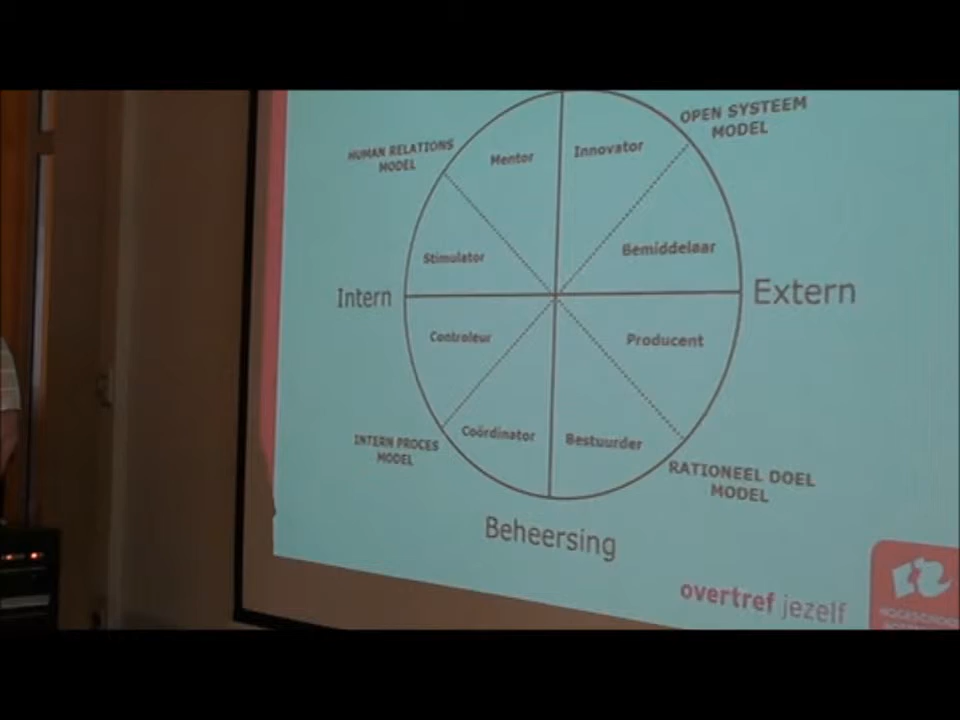 OPEN SYSTEEM
MODEL
HUMAN RELATIONS
MODEL
Mentor
Innovator
Stimulator
Bemiddelaar
Intern
Extern
Controleur
Producent
Coördinator
Bestuurder
INTERN PROCES
MODEL
RATIONEEL DOEL
MODEL
Beheersing
overtref jezelf
HOGESCHOOL